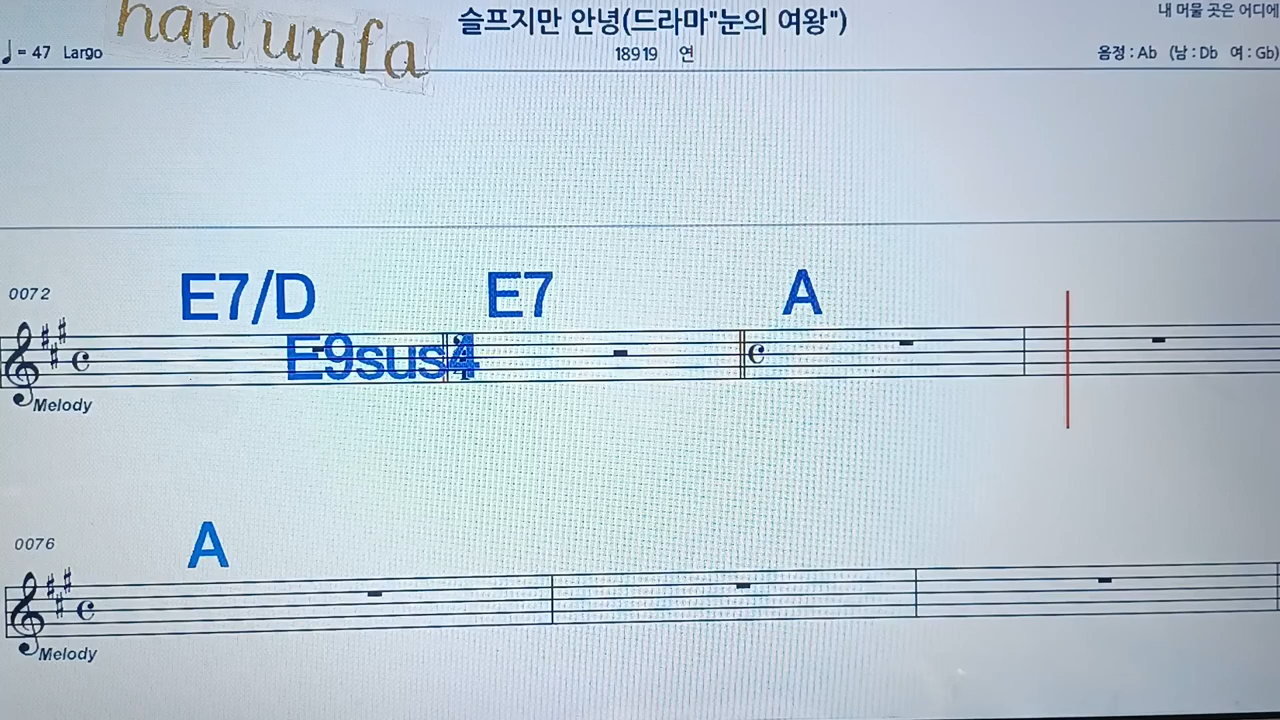 han unfa
슬프지만 안녕(드라마"눈의 여왕")
내 머물 곳은 어디에
♩= 47 Largo
18919 연
음정 : Ab (남 : Db 여 : Gb)
0072
E7/D E7 A
E9sus4
Melody
0076
A
Melody